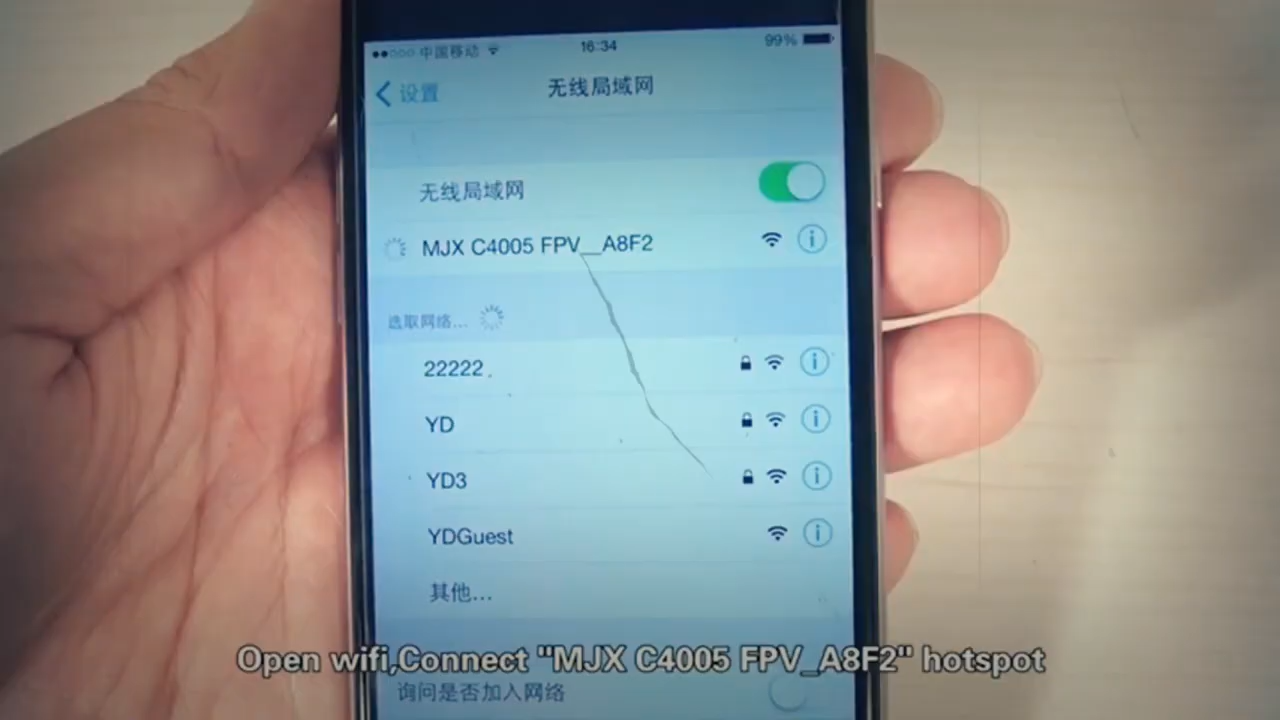 中国移动 16:34 99%
设置 无线局域网
无线局域网
MJX C4005 FPV__A8F2
选取网络...
22222
YD
YD3
YDGuest
其他...
Open wifi,Connect "MJX C4005 FPV_A8F2" hotspot
询问是否加入网络